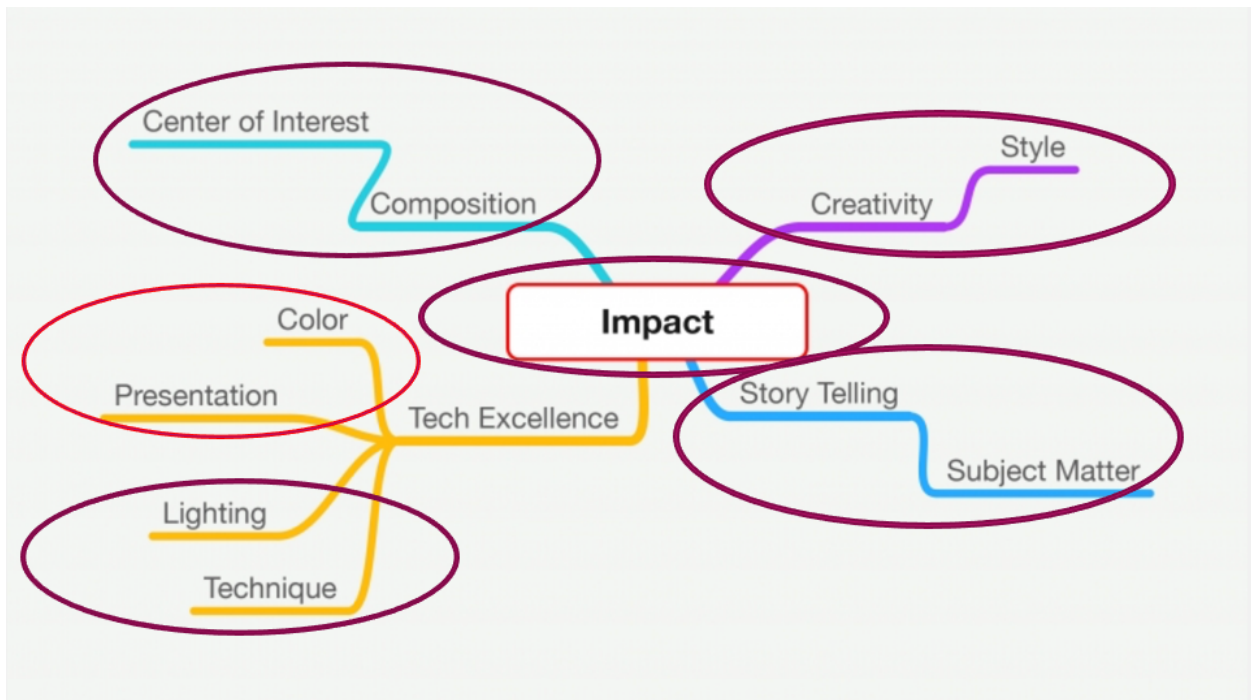 Center of Interest
Composition
Style
Creativity
Impact
Color
Presentation
Tech Excellence
Lighting
Technique
Story Telling
Subject Matter